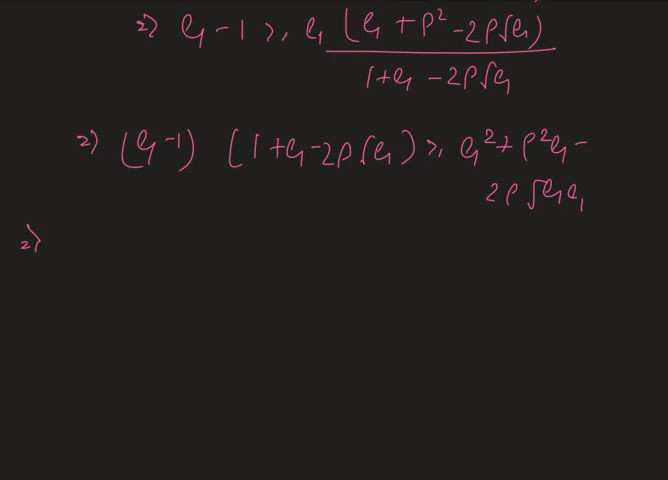 ⇒ e₁ - 1 ⩾ e₁ (e₁ + ρ² - 2ρ√e₁)
1 + e₁ - 2ρ√e₁
⇒ (e₁ - 1) (1 + e₁ - 2ρ√e₁) ⩾ e₁² + ρ²e₁ -
2ρ√e₁ e₁
⇒